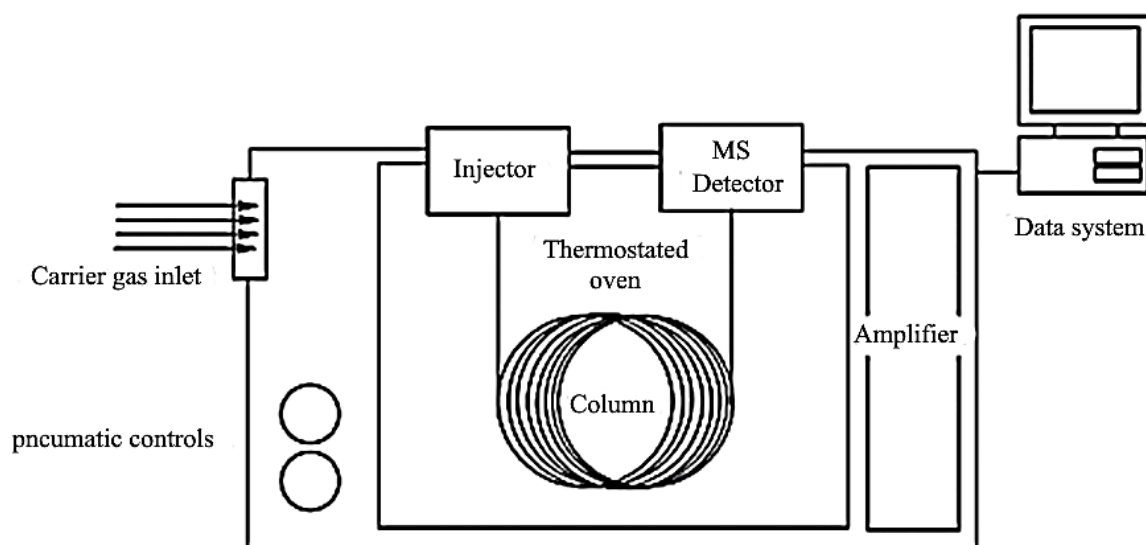 Injector
MS
Detector
Data system
Carrier gas inlet
Thermostated
oven
Amplifier
Column
pncumatic controls